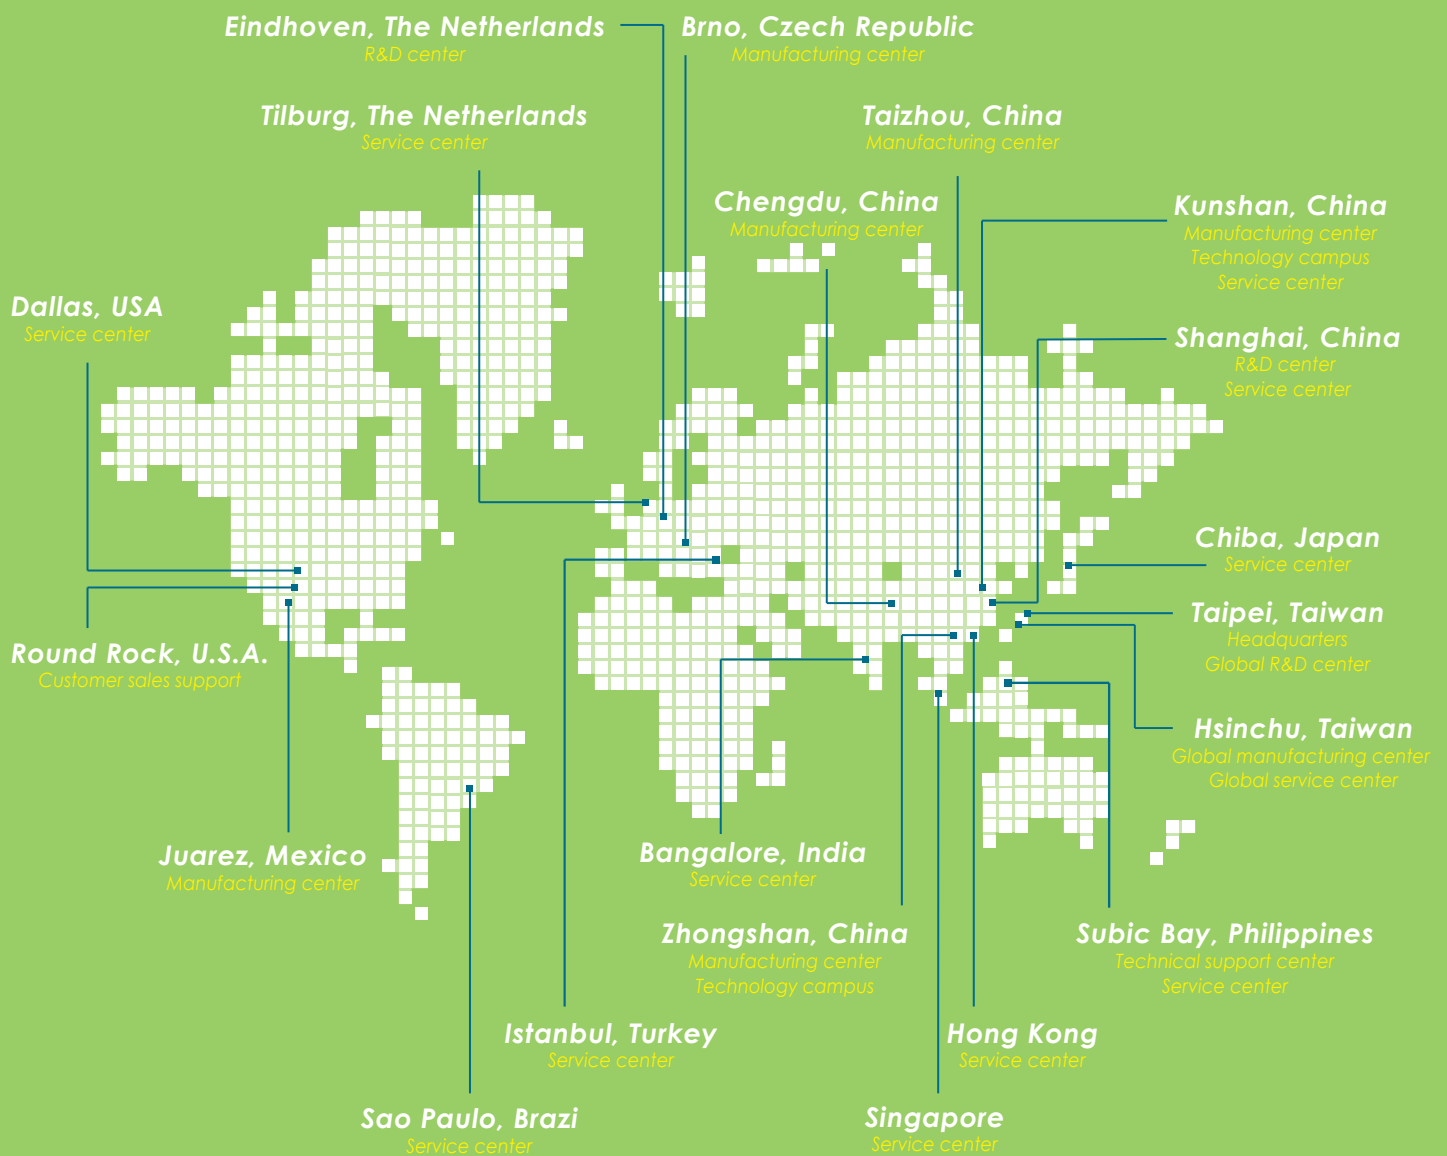 Eindhoven, The Netherlands
R&D center
Brno, Czech Republic
Manufacturing center
Tilburg, The Netherlands
Service center
Taizhou, China
Manufacturing center
Chengdu, China
Manufacturing center
Kunshan, China
Manufacturing center
Technology campus
Service center
Dallas, USA
Service center
Shanghai, China
R&D center
Service center
Chiba, Japan
Service center
Taipei, Taiwan
Headquarters
Global R&D center
Round Rock, U.S.A.
Customer sales support
Hsinchu, Taiwan
Global manufacturing center
Global service center
Juarez, Mexico
Manufacturing center
Bangalore, India
Service center
Zhongshan, China
Manufacturing center
Technology campus
Subic Bay, Philippines
Technical support center
Service center
Istanbul, Turkey
Service center
Hong Kong
Service center
Sao Paulo, Brazi
Service center
Singapore
Service center